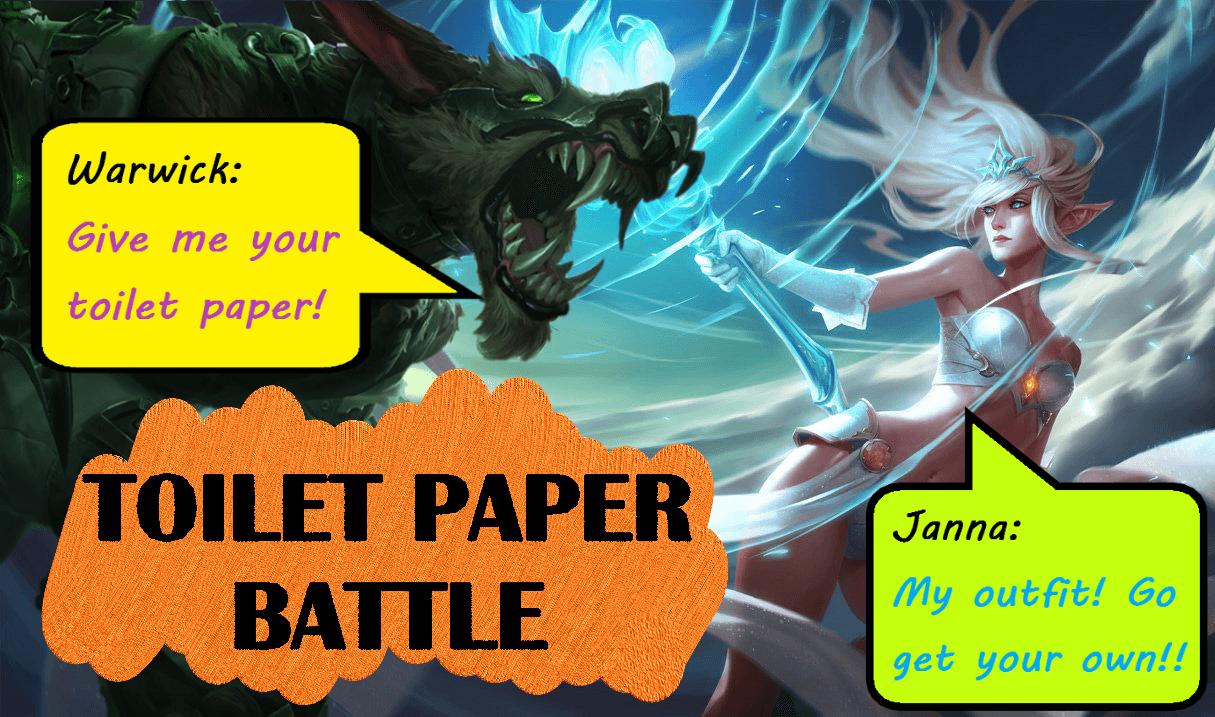 Warwick:
Give me your
toilet paper!
TOILET PAPER
BATTLE
Janna:
My outfit! Go
get your own!!